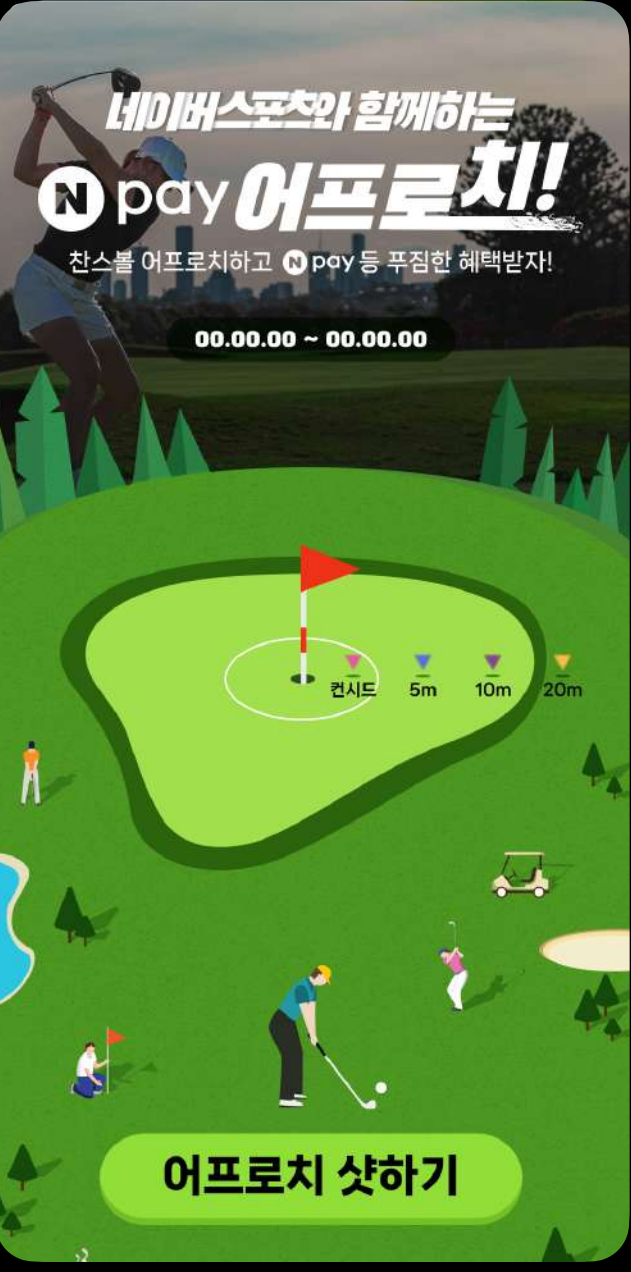 네이버스포츠와 함께하는
N pay 어프로치!
찬스볼 어프로치하고 N pay 등 푸짐한 혜택받자!
00.00.00 ~ 00.00.00
컨시드 5m 10m 20m
어프로치 샷하기